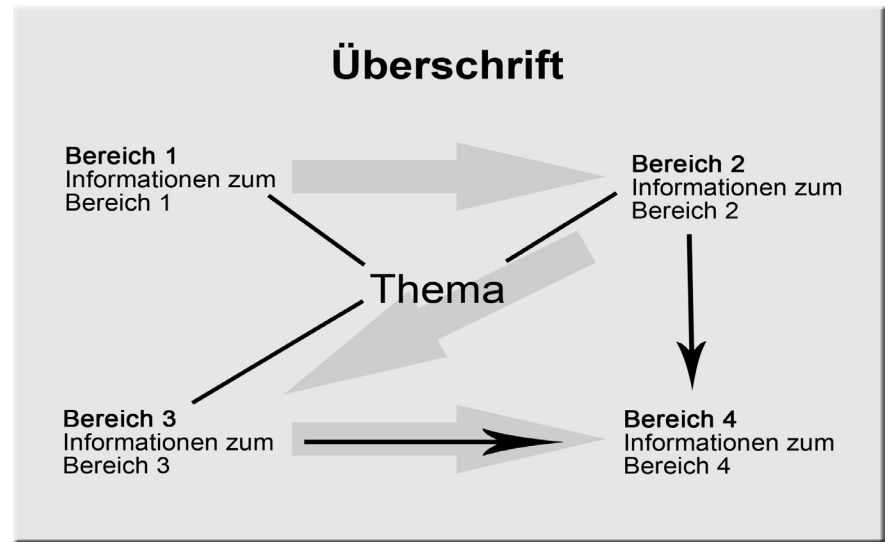 Überschrift
Bereich 1
Informationen zum
Bereich 1
Bereich 2
Informationen zum
Bereich 2
Thema
Bereich 3
Informationen zum
Bereich 3
Bereich 4
Informationen zum
Bereich 4